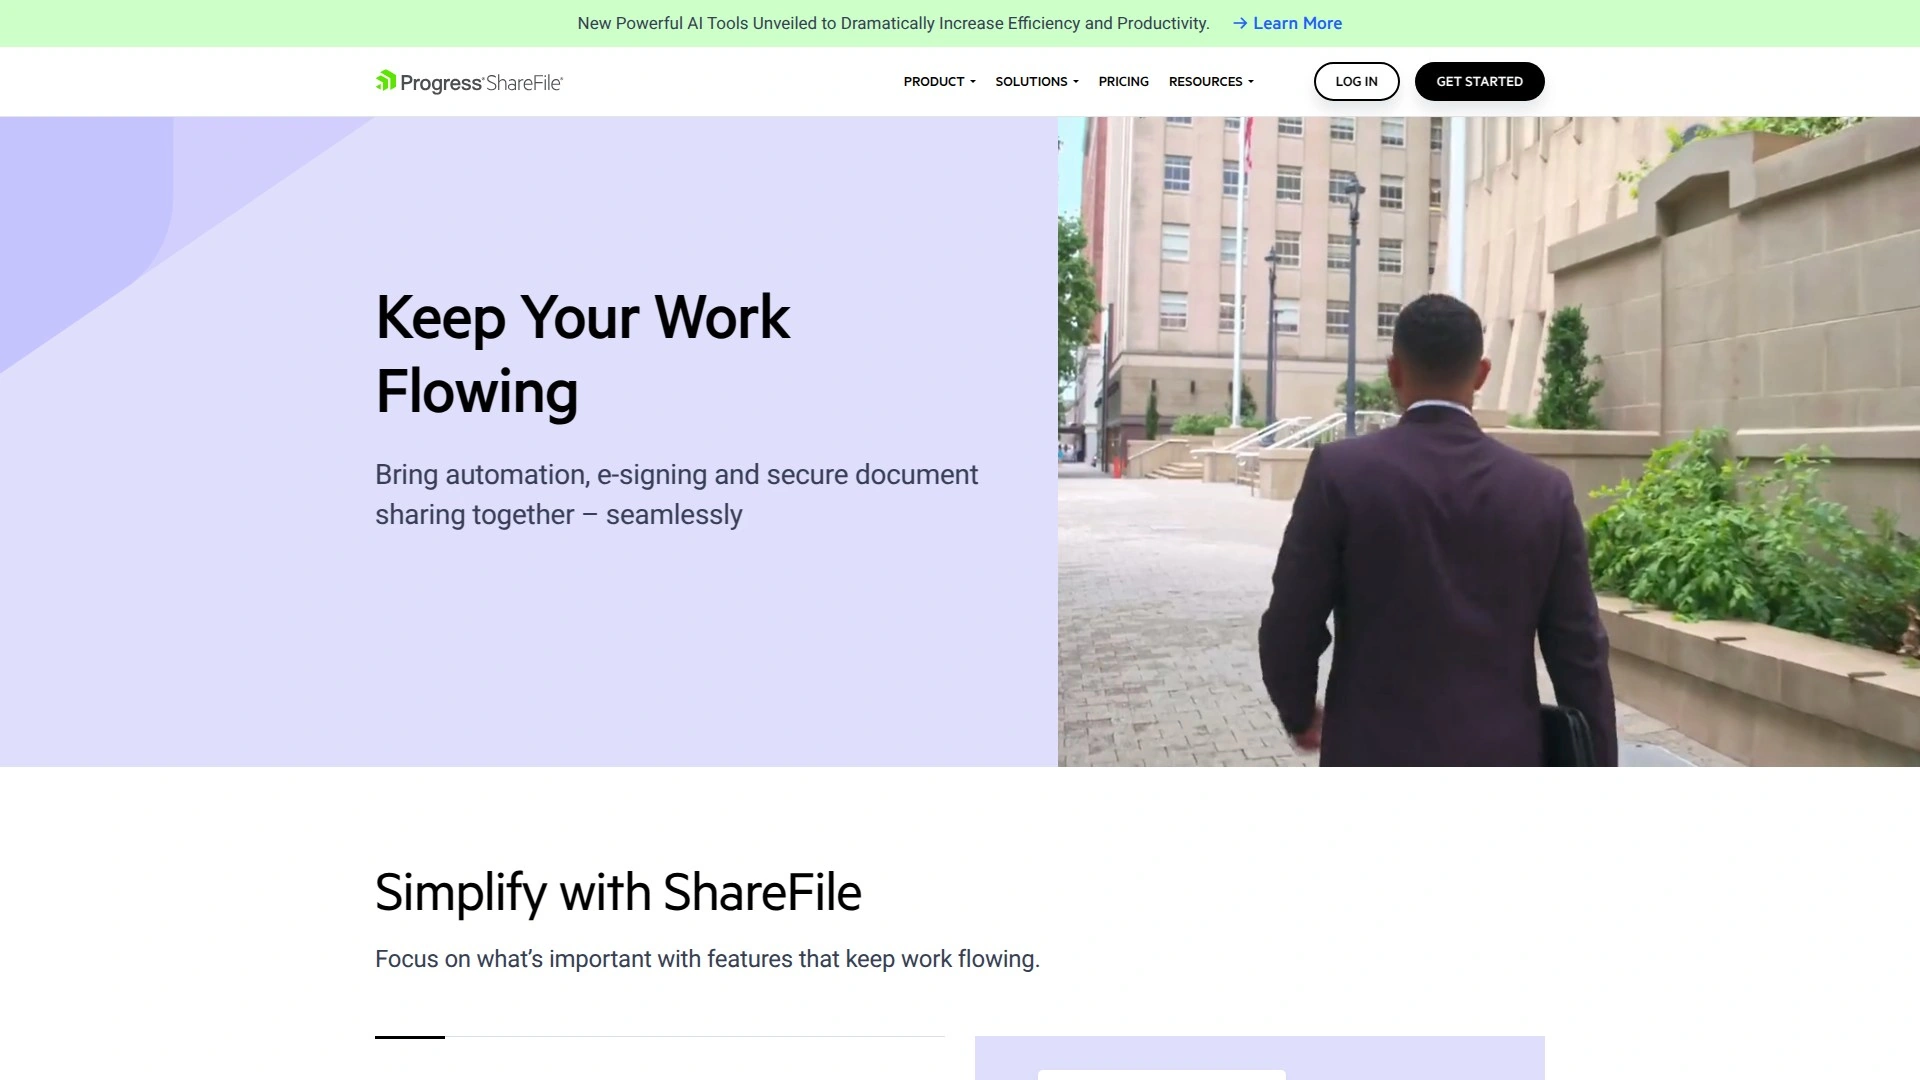 New Powerful AI Tools Unveiled to Dramatically Increase Efficiency and Productivity. → Learn More
Progress ShareFile
PRODUCT
SOLUTIONS
PRICING
RESOURCES
LOG IN
GET STARTED
Keep Your Work
Flowing
Bring automation, e-signing and secure document
sharing together – seamlessly
Simplify with ShareFile
Focus on what’s important with features that keep work flowing.